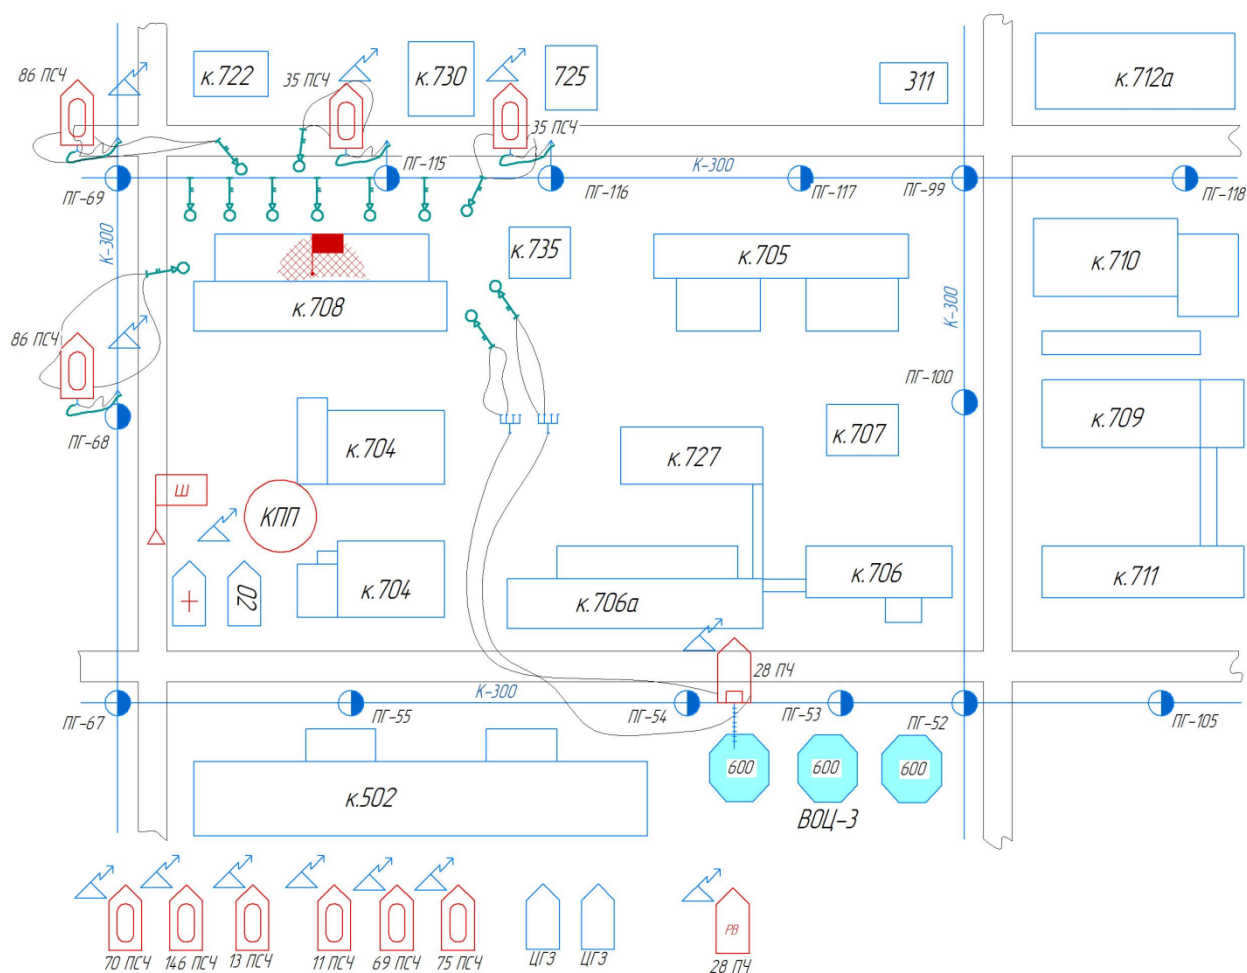 86 ПСЧ
к.722
35 ПСЧ
к.730
725
311
к.712а
35 ПСЧ
ПГ-69
ПГ-115
ПГ-116
К-300
ПГ-117
ПГ-99
ПГ-118
К-300
к.735
к.705
к.710
к.708
К-300
86 ПСЧ
ПГ-68
ПГ-100
к.704
к.727
к.707
к.709
Ш
КПП
02
к.704
к.706а
к.706
к.711
28 ПЧ
ПГ-67
ПГ-55
К-300
ПГ-54
ПГ-53
ПГ-52
ПГ-105
к.502
600
600
600
ВОЦ-3
70 ПСЧ
146 ПСЧ
13 ПСЧ
11 ПСЧ
69 ПСЧ
75 ПСЧ
ЦГЗ
ЦГЗ
РВ
28 ПЧ